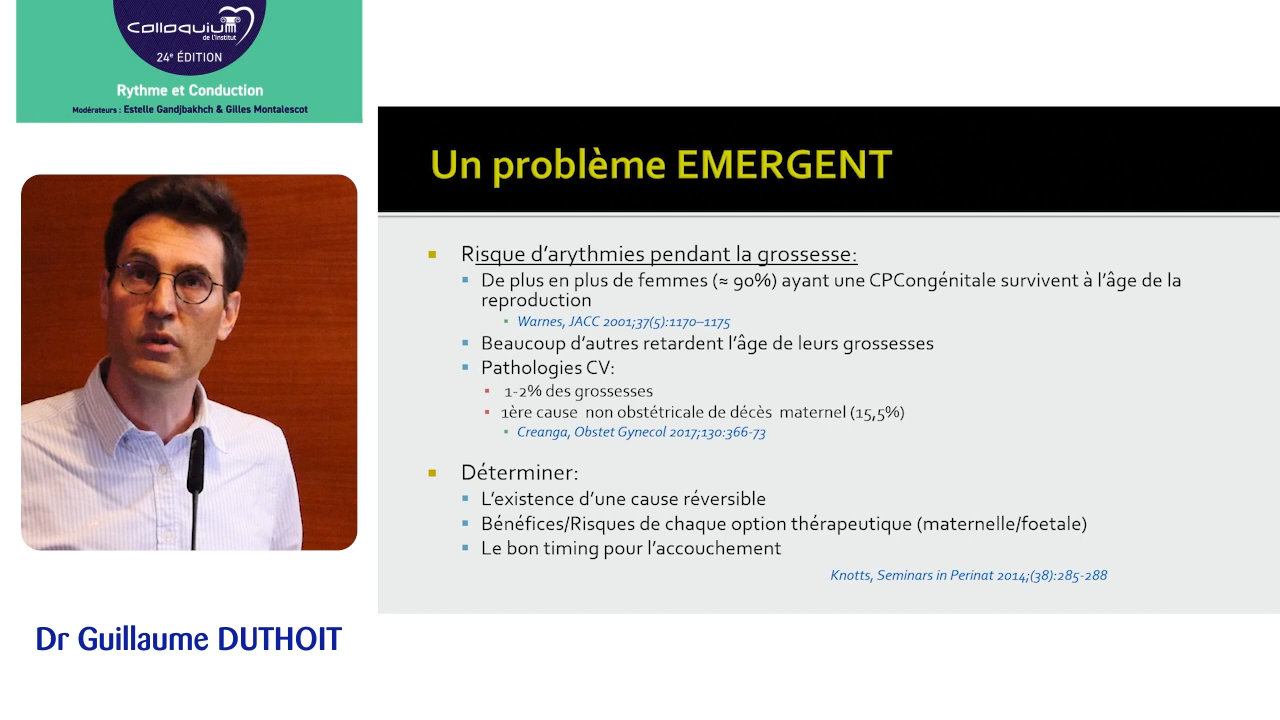 Colloquium
de l'Institut
24e ÉDITION
Rythme et Conduction
Modérateurs : Estelle Gandjbakhch & Gilles Montalescot
Dr Guillaume DUTHOIT
Un problème EMERGENT
Risque d'arythmies pendant la grossesse:
De plus en plus de femmes (≈ 90%) ayant une CPCongénitale survivent à l'âge de la
reproduction
Warnes, JACC 2001;37(5):1170–1175
Beaucoup d'autres retardent l'âge de leurs grossesses
Pathologies CV:
1-2% des grossesses
1ère cause non obstétricale de décès maternel (15,5%)
Creanga, Obstet Gynecol 2017;130:366-73
Déterminer:
L'existence d'une cause réversible
Bénéfices/Risques de chaque option thérapeutique (maternelle/foetale)
Le bon timing pour l'accouchement
Knotts, Seminars in Perinat 2014;(38):285-288